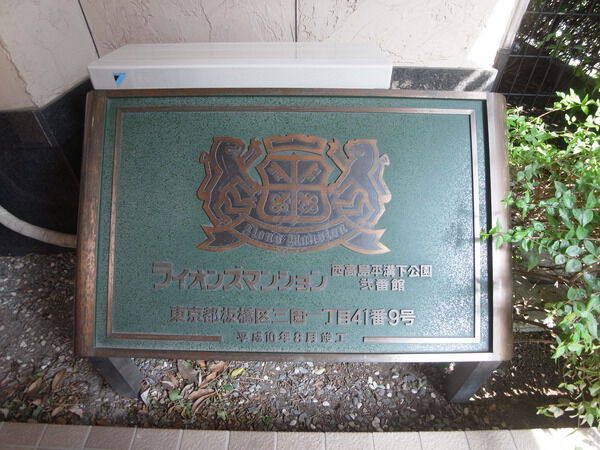 Lions Mansion
ライオンズマンション 西高島平溝下公園
弐番館
東京都板橋区三園一丁目41番9号
平成10年8月竣工